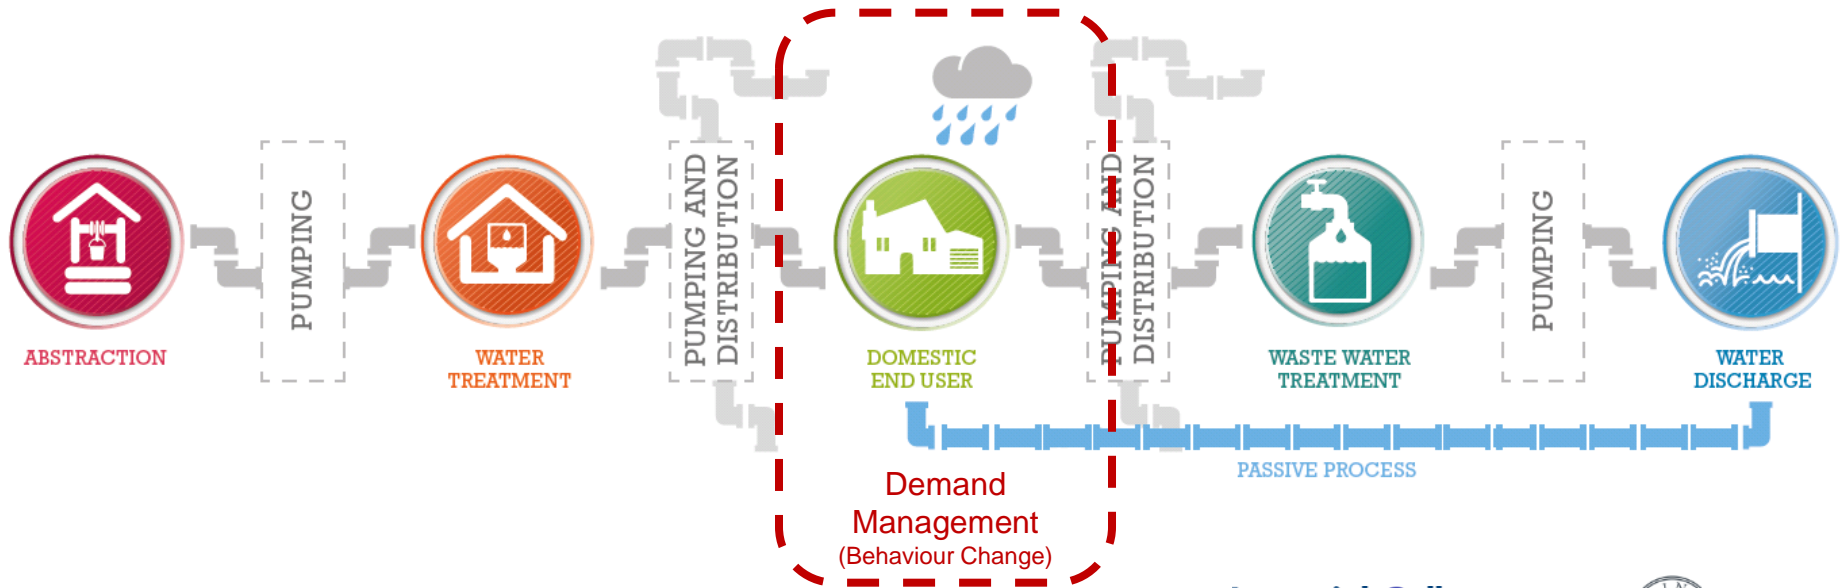 ABSTRACTION
PUMPING
WATER
TREATMENT
PUMPING AND
DISTRIBUTION
DOMESTIC
END USER
PUMPING AND
DISTRIBUTION
WASTE WATER
TREATMENT
PUMPING
WATER
DISCHARGE
PASSIVE PROCESS
Demand
Management
(Behaviour Change)